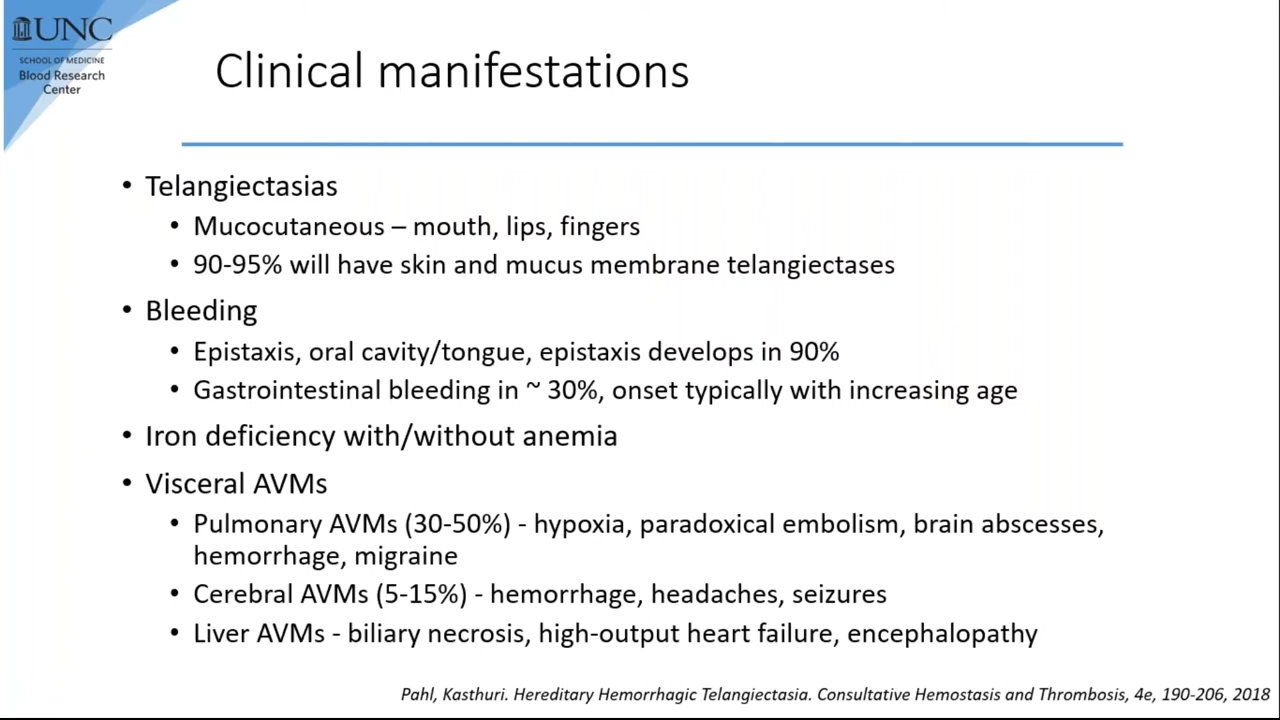 UNC
SCHOOL OF MEDICINE
Blood Research
Center
Clinical manifestations
• Telangiectasias
• Mucocutaneous – mouth, lips, fingers
• 90-95% will have skin and mucus membrane telangiectases
• Bleeding
• Epistaxis, oral cavity/tongue, epistaxis develops in 90%
• Gastrointestinal bleeding in ~ 30%, onset typically with increasing age
• Iron deficiency with/without anemia
• Visceral AVMs
• Pulmonary AVMs (30-50%) - hypoxia, paradoxical embolism, brain abscesses,
hemorrhage, migraine
• Cerebral AVMs (5-15%) - hemorrhage, headaches, seizures
• Liver AVMs - biliary necrosis, high-output heart failure, encephalopathy
Pahl, Kasthuri. Hereditary Hemorrhagic Telangiectasia. Consultative Hemostasis and Thrombosis, 4e, 190-206, 2018